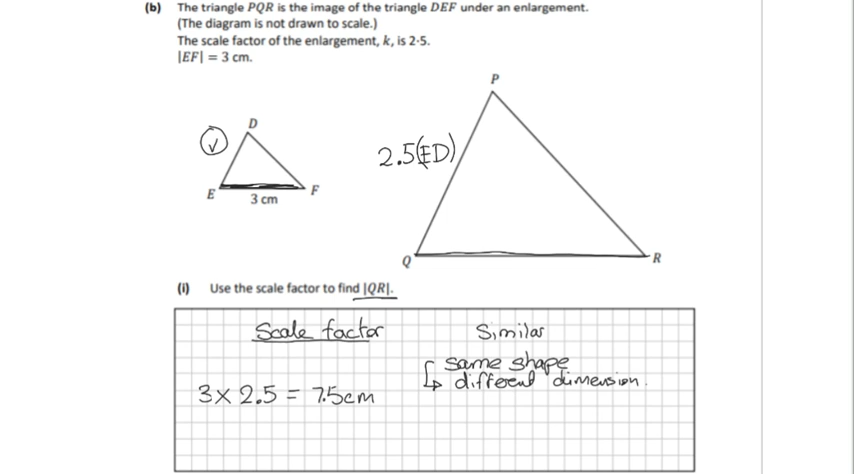 (b) The triangle PQR is the image of the triangle DEF under an enlargement.
(The diagram is not drawn to scale.)
The scale factor of the enlargement, k, is 2·5.
|EF| = 3 cm.
P
D
2.5(ED)
E
F
3 cm
Q
R
(i) Use the scale factor to find |QR|.
Scale factor
Similar
same shape
different dimension.
3 × 2.5 = 7.5cm